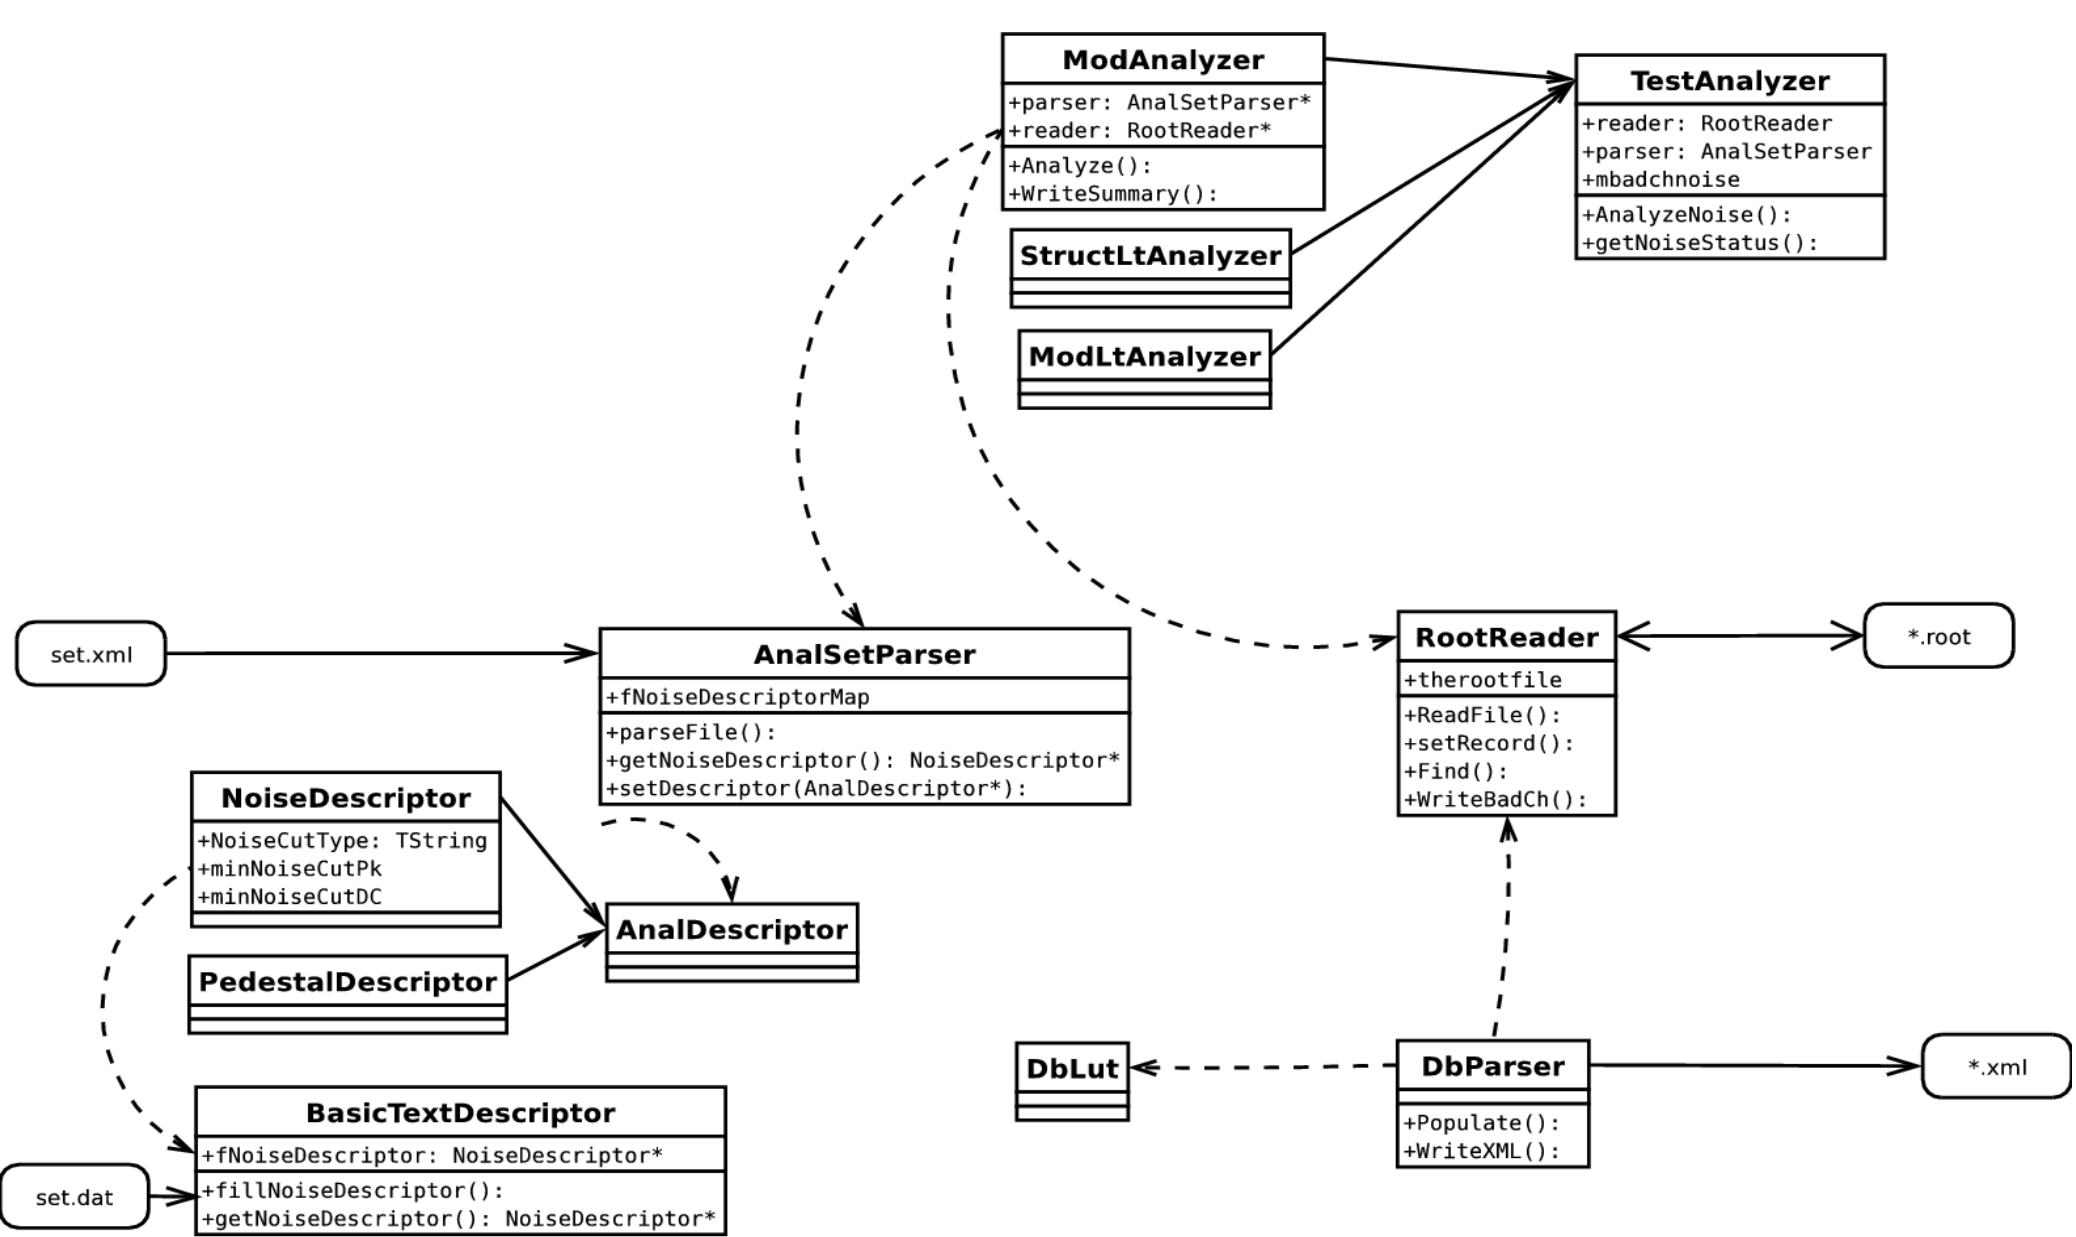 ModAnalyzer
+parser: AnalSetParser*
+reader: RootReader*
+Analyze():
+WriteSummary():
TestAnalyzer
+reader: RootReader
+parser: AnalSetParser
+mbadchnoise
+AnalyzeNoise():
+getNoiseStatus():
StructLtAnalyzer
ModLtAnalyzer
set.xml
AnalSetParser
+fNoiseDescriptorMap
+parseFile():
+getNoiseDescriptor(): NoiseDescriptor*
+setDescriptor(AnalDescriptor*):
RootReader
+therootfile
+ReadFile():
+setRecord():
+Find():
+WriteBadCh():
*.root
NoiseDescriptor
+NoiseCutType: TString
+minNoiseCutPk
+minNoiseCutDC
AnalDescriptor
PedestalDescriptor
DbLut
DbParser
+Populate():
+WriteXML():
*.xml
BasicTextDescriptor
+fNoiseDescriptor: NoiseDescriptor*
+fillNoiseDescriptor():
+getNoiseDescriptor(): NoiseDescriptor*
set.dat